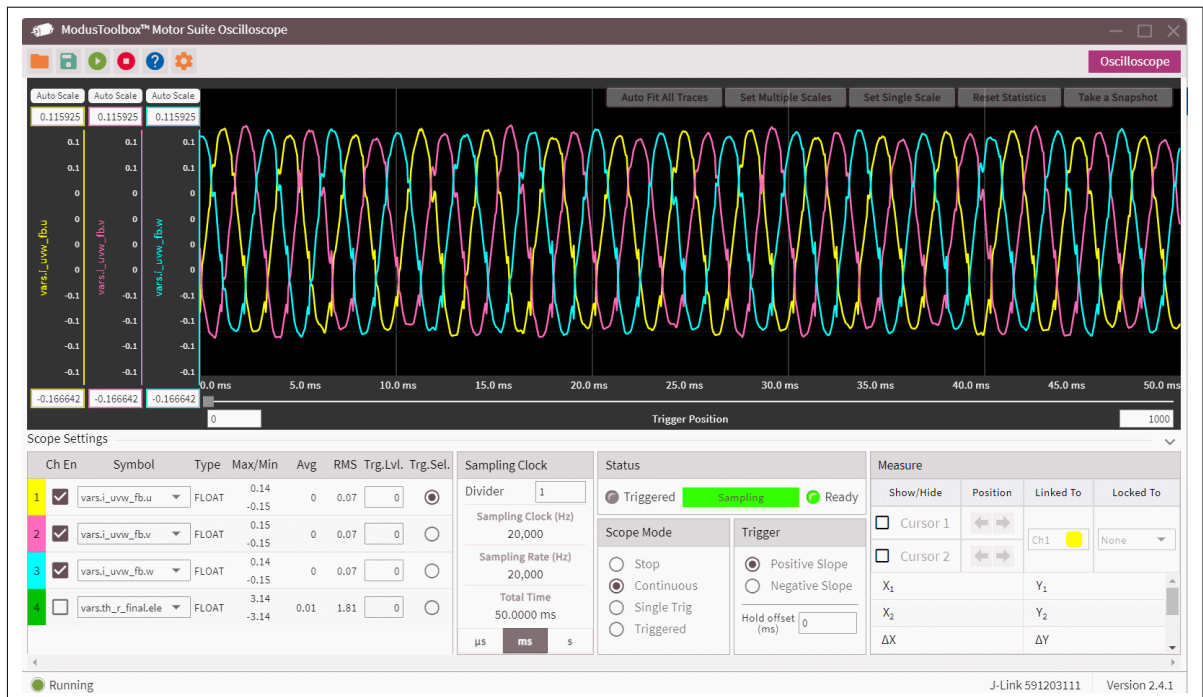 ModusToolbox™ Motor Suite Oscilloscope
Oscilloscope
Auto Scale Auto Scale Auto Scale
Auto Fit All Traces Set Multiple Scales Set Single Scale Reset Statistics Take a Snapshot
0.115925 0.115925 0.115925
0.1 0.1 0.1
0.1 0.1 0.1
0 0 0
0 0 0
0 0 0
0 0 0
-0.1 -0.1 -0.1
-0.1 -0.1 -0.1
-0.1 -0.1 -0.1
-0.1 -0.1 -0.1
vars.i_uvw_fb.u
vars.i_uvw_fb.v
vars.i_uvw_fb.w
-0.166642 -0.166642 -0.166642
0.0 ms 5.0 ms 10.0 ms 15.0 ms 20.0 ms 25.0 ms 30.0 ms 35.0 ms 40.0 ms 45.0 ms 50.0 ms
0 Trigger Position 1000
Scope Settings
Ch En Symbol Type Max/Min Avg RMS Trg.Lvl. Trg.Sel.
1 vars.i_uvw_fb.u FLOAT 0.14 -0.15 0 0.07 0
2 vars.i_uvw_fb.v FLOAT 0.15 -0.15 0 0.07 0
3 vars.i_uvw_fb.w FLOAT 0.14 -0.15 0 0.07 0
4 vars.th_r_final.ele FLOAT 3.14 -3.14 0.01 1.81 0
Sampling Clock
Divider 1
Sampling Clock (Hz)
20,000
Sampling Rate (Hz)
20,000
Total Time
50.0000 ms
µs ms s
Status
Triggered Sampling Ready
Scope Mode
Stop
Continuous
Single Trig
Triggered
Trigger
Positive Slope
Negative Slope
Hold offset (ms) 0
Measure
Show/Hide Position Linked To Locked To
Cursor 1
Cursor 2
Ch1 None
X₁ Y₁
X₂ Y₂
ΔX ΔY
Running
J-Link 591203111 Version 2.4.1